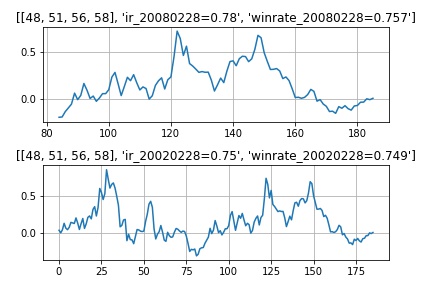 [[48, 51, 56, 58], 'ir_20080228=0.78', 'winrate_20080228=0.757']
0.5
0.0
80 100 120 140 160 180
[[48, 51, 56, 58], 'ir_20020228=0.75', 'winrate_20020228=0.749']
0.5
0.0
0 25 50 75 100 125 150 175